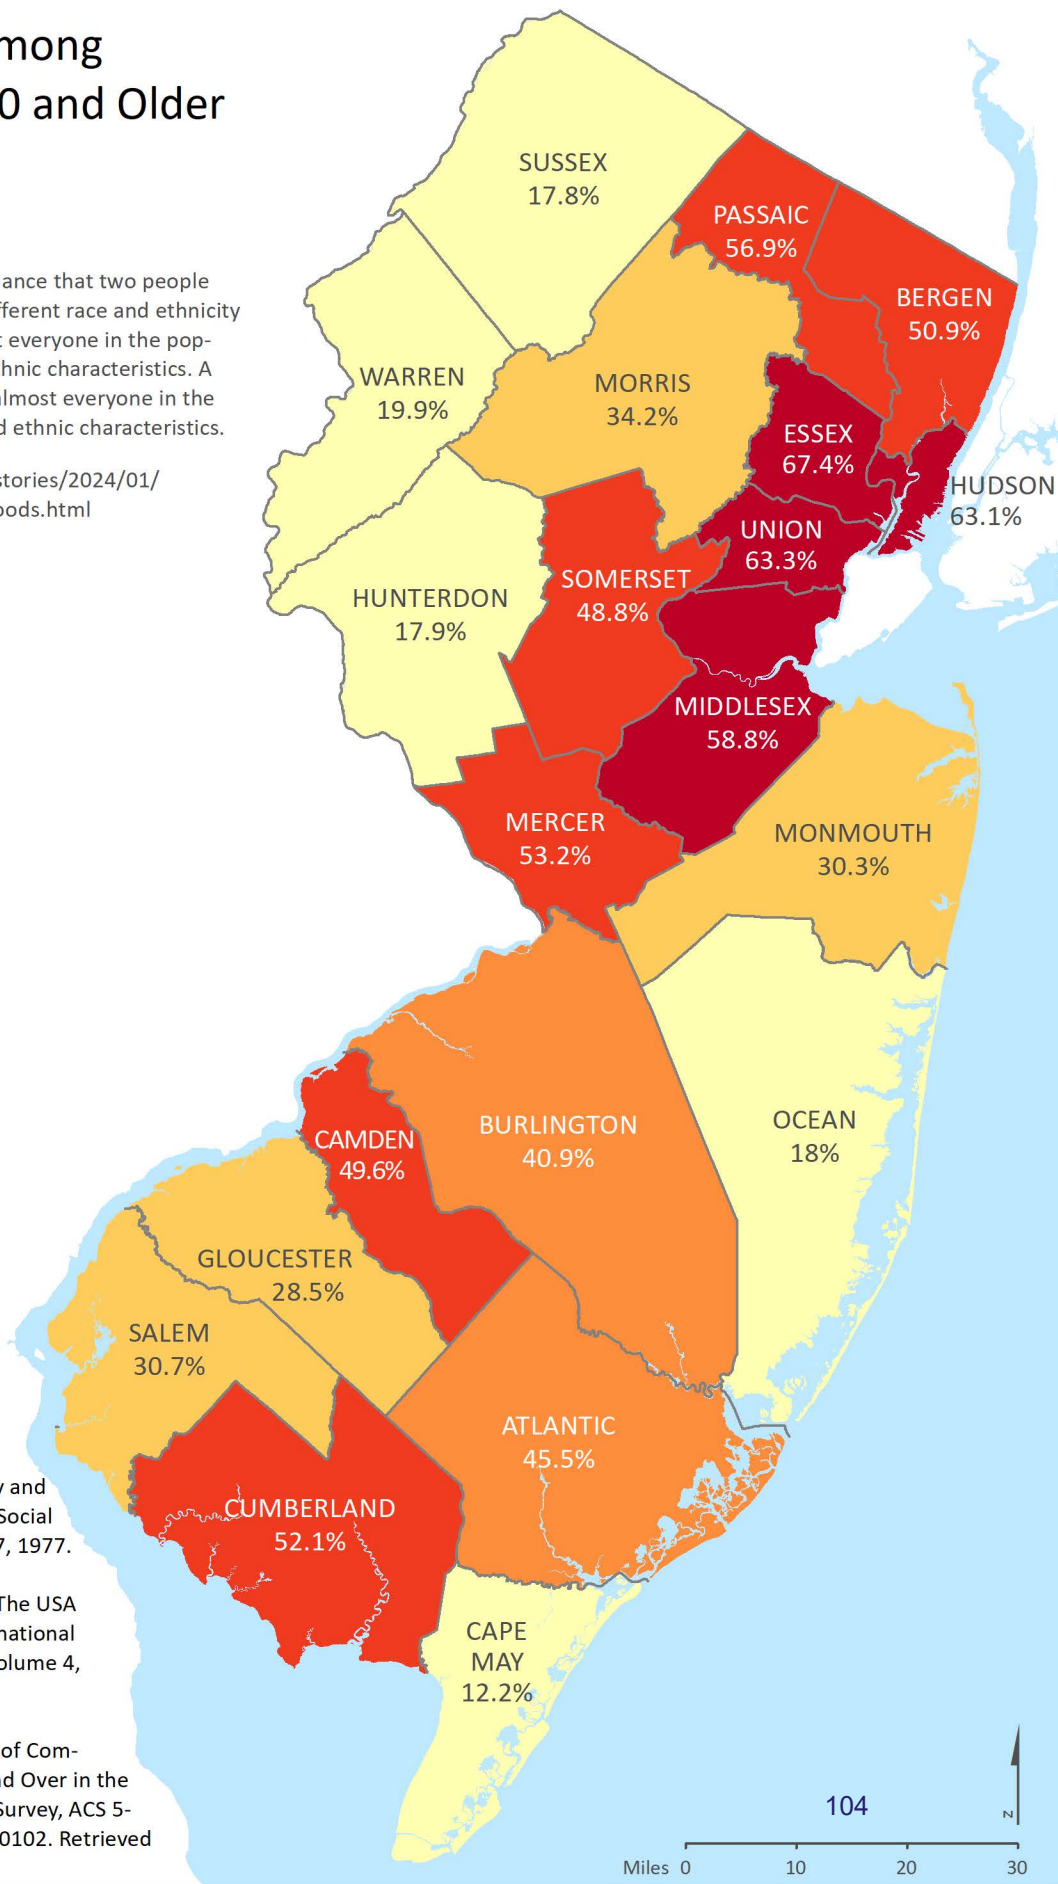 mong
0 and Older
ance that two people
fferent race and ethnicity
t everyone in the pop-
hnic characteristics. A
almost everyone in the
d ethnic characteristics.
stories/2024/01/
oods.html
SUSSEX
17.8%
PASSAIC
56.9%
BERGEN
50.9%
WARREN
19.9%
MORRIS
34.2%
ESSEX
67.4%
HUDSON
63.1%
UNION
63.3%
SOMERSET
48.8%
HUNTERDON
17.9%
MIDDLESEX
58.8%
MERCER
53.2%
MONMOUTH
30.3%
OCEAN
18%
BURLINGTON
40.9%
CAMDEN
49.6%
GLOUCESTER
28.5%
SALEM
30.7%
ATLANTIC
45.5%
CUMBERLAND
52.1%
CAPE
MAY
12.2%
y and
Social
7, 1977.
The USA
national
olume 4,
of Com-
nd Over in the
Survey, ACS 5-
0102. Retrieved
104
N
Miles 0 10 20 30